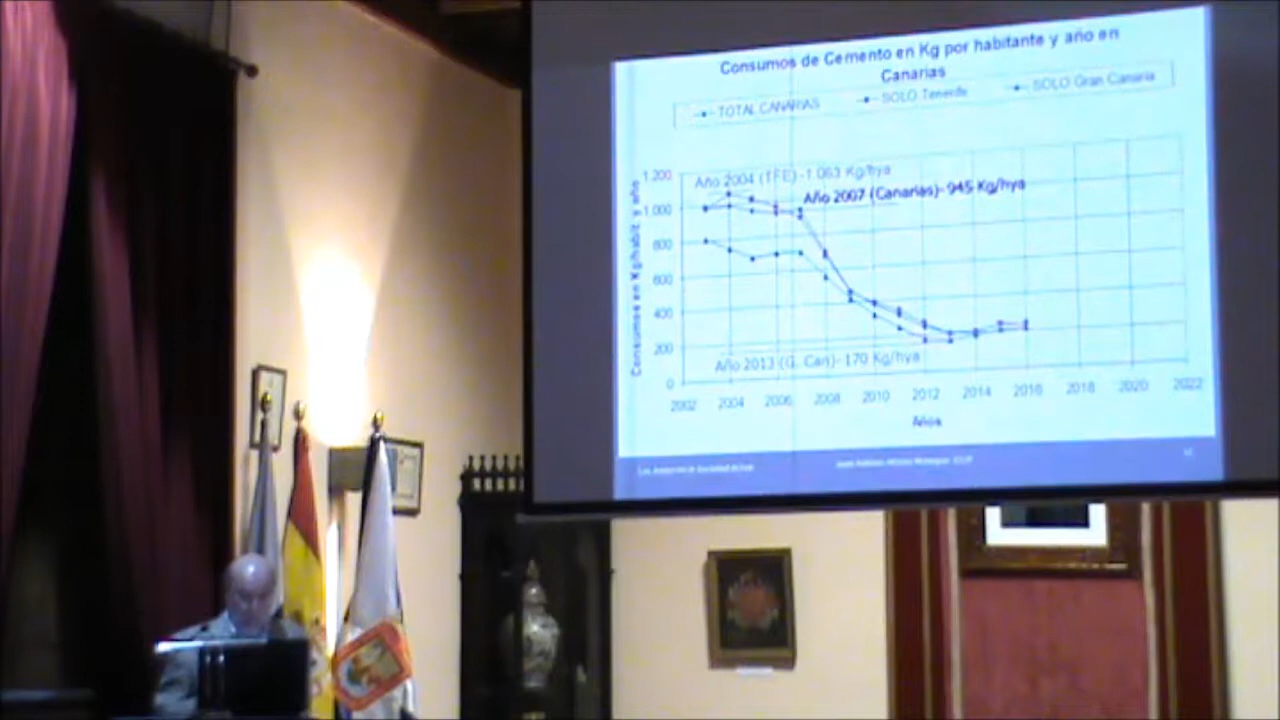 Consumos de Cemento en Kg por habitante y año en
Canarias
TOTAL CANARIAS SOLO Tenerife SOLO Gran Canaria
Año 2004 (TFE)-1.063 Kg/hya
Año 2007 (Canarias)- 945 Kg/hya
Año 2013 (G. Can)-170 Kg/hya
Consumos en Kg/habit. y año
1.200
1.000
800
600
400
200
0
2002 2004 2006 2008 2010 2012 2014 2016 2018 2020 2022
Años